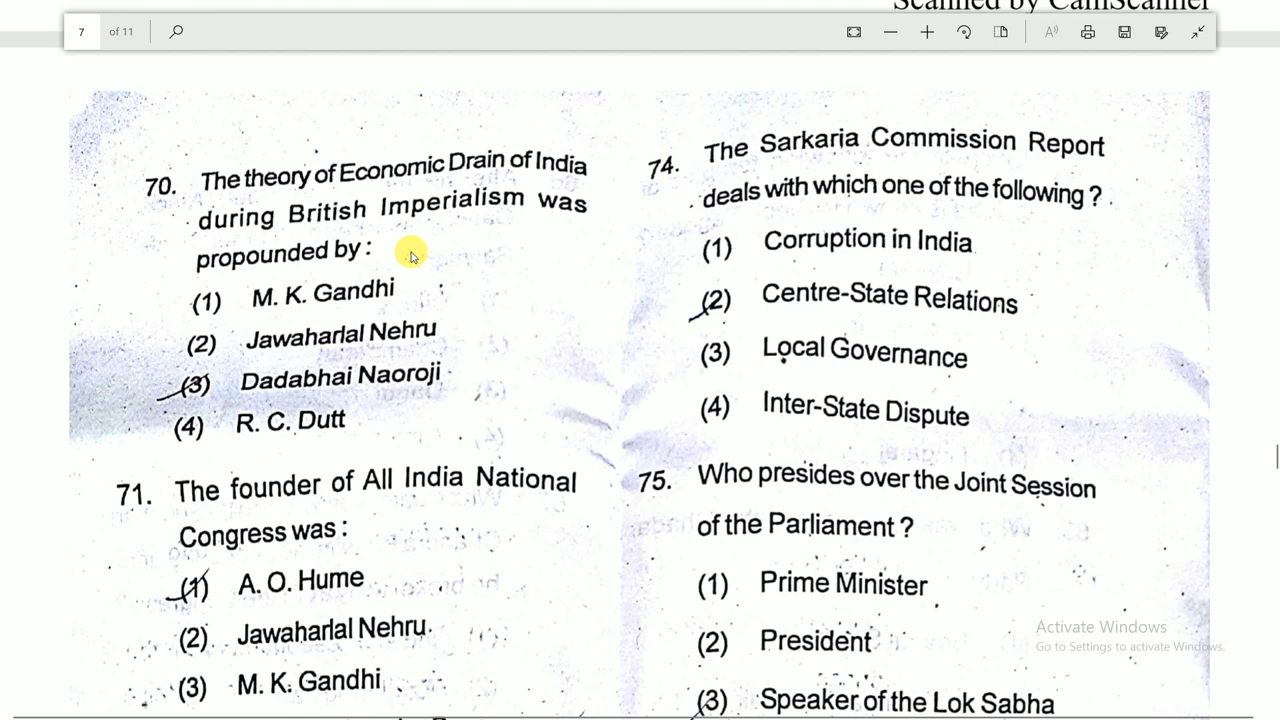 Scanned by CamScanner
7 of 11
70. The theory of Economic Drain of India
during British Imperialism was
propounded by :
(1) M. K. Gandhi
(2) Jawaharlal Nehru
(3) Dadabhai Naoroji
(4) R. C. Dutt
71. The founder of All India National
Congress was :
(1) A. O. Hume
(2) Jawaharlal Nehru
(3) M. K. Gandhi
74. The Sarkaria Commission Report
deals with which one of the following ?
(1) Corruption in India
(2) Centre-State Relations
(3) Local Governance
(4) Inter-State Dispute
75. Who presides over the Joint Session
of the Parliament ?
(1) Prime Minister
(2) President
(3) Speaker of the Lok Sabha
Activate Windows
Go to Settings to activate Windows.